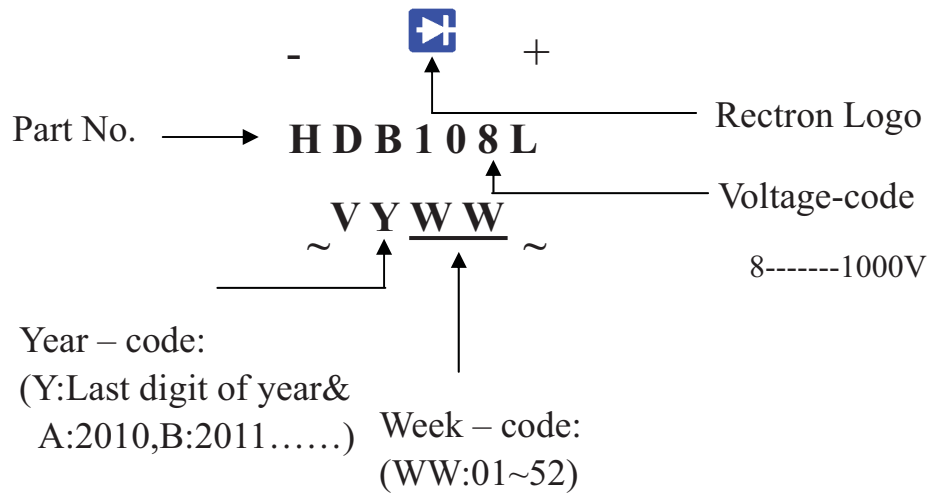 - +
Rectron Logo
Part No.
H D B 1 0 8 L
Voltage-code
~ V Y W W ~
8-------1000V
Year – code:
(Y:Last digit of year&
A:2010,B:2011……)
Week – code:
(WW:01~52)